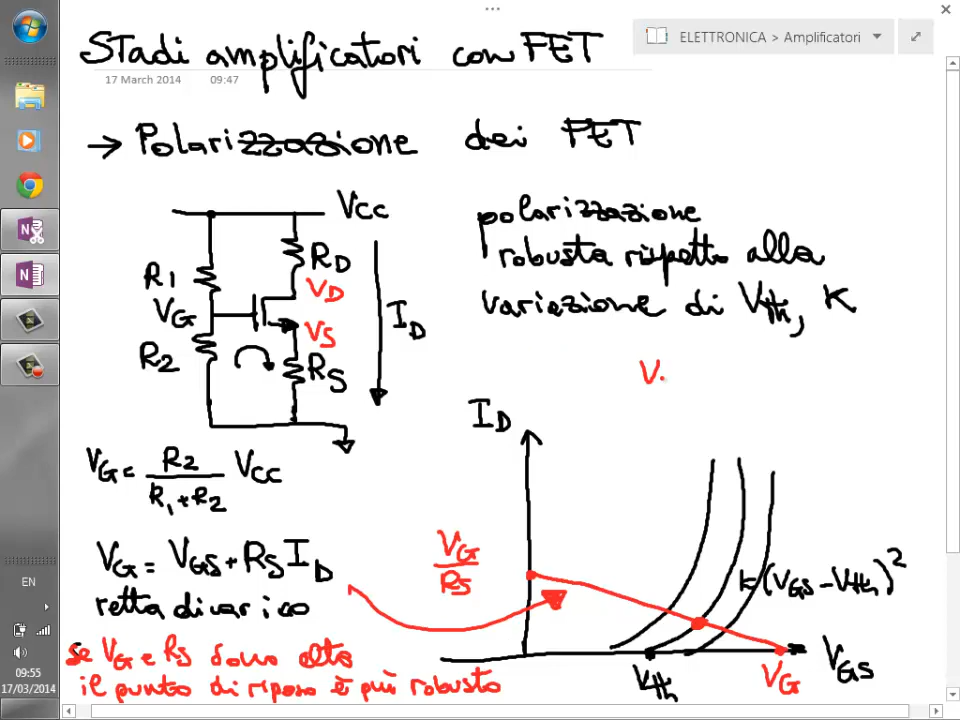 Stadi amplificatori con FET
ELETTRONICA > Amplificatori
17 March 2014 09:47
→ Polarizzazione dei FET
VCC
R1
RD
VD
VG
VS
ID
R2
RS
polarizzazione
robusta rispetto alla
variazione di Vth, K
V.
VG = R2 / (R1 + R2) VCC
VG = VGS + RS ID
retta di carico
se VG e RS sono alte
il punto di riposo è più robusto
ID
VG / RS
K(VGS - Vth)²
Vth
VG
VGS
EN
09:55
17/03/2014